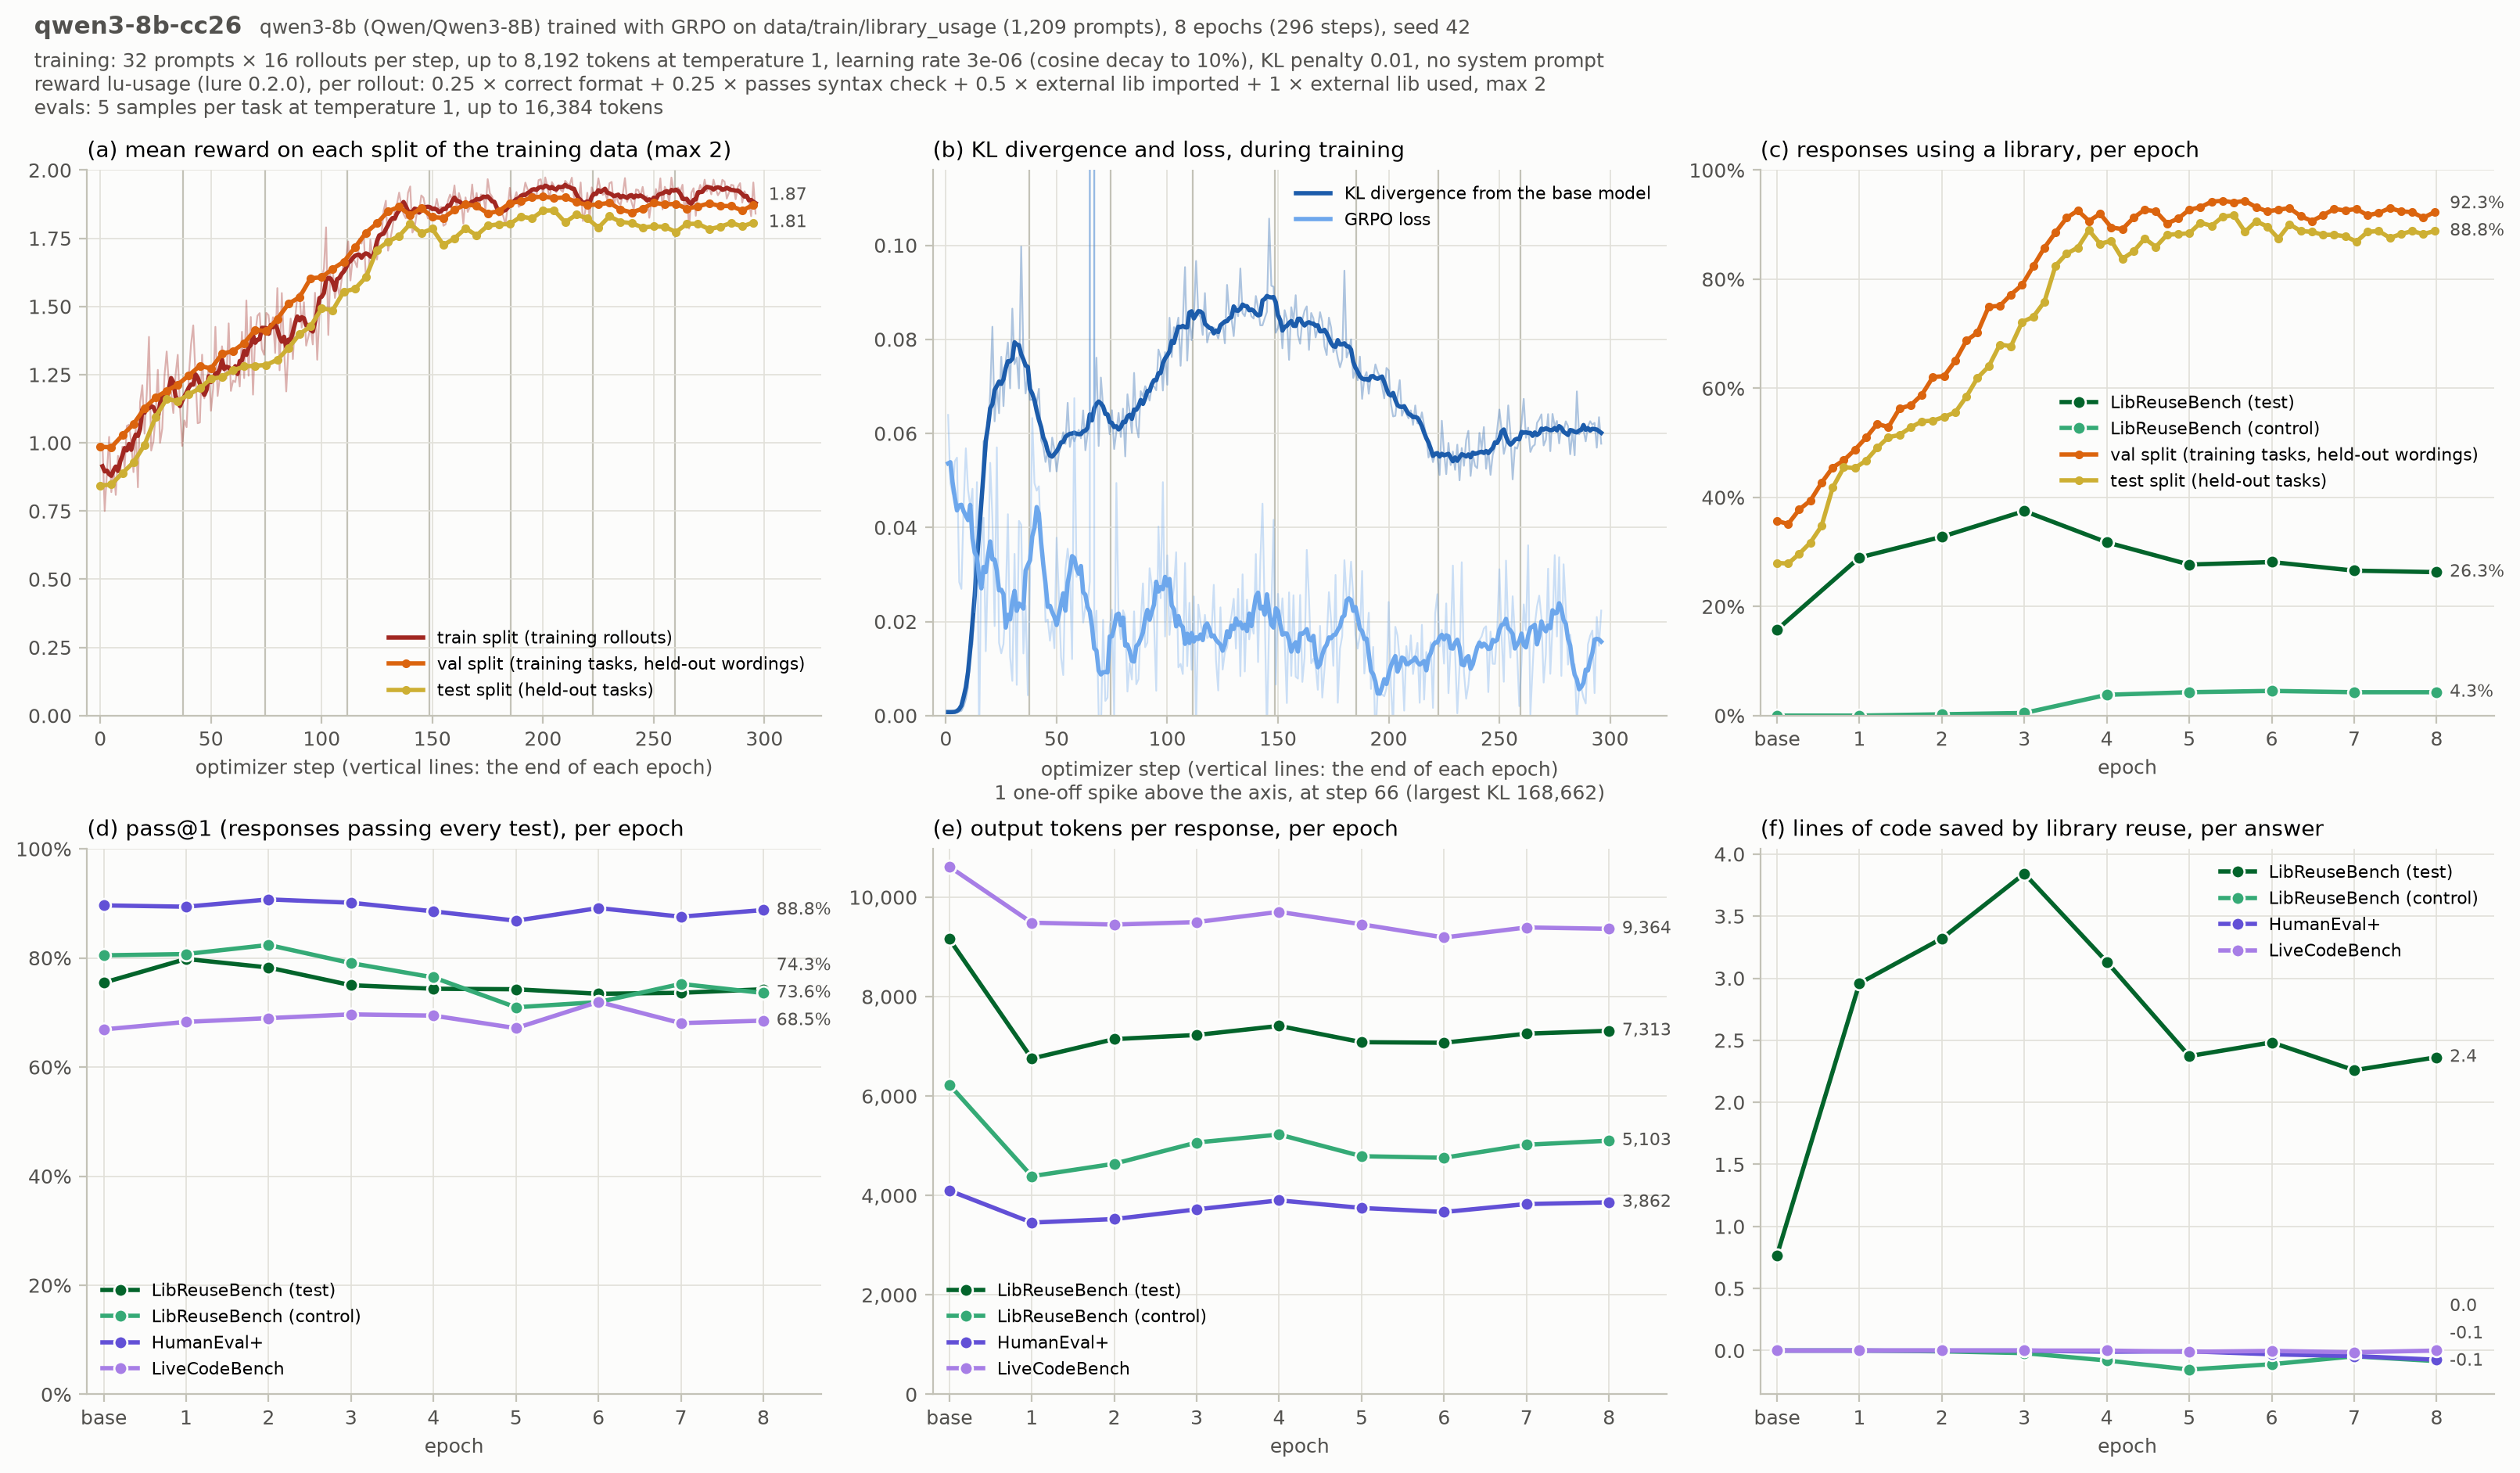 qwen3-8b-cc26 qwen3-8b (Qwen/Qwen3-8B) trained with GRPO on data/train/library_usage (1,209 prompts), 8 epochs (296 steps), seed 42
training: 32 prompts × 16 rollouts per step, up to 8,192 tokens at temperature 1, learning rate 3e-06 (cosine decay to 10%), KL penalty 0.01, no system prompt
reward lu-usage (lure 0.2.0), per rollout: 0.25 × correct format + 0.25 × passes syntax check + 0.5 × external lib imported + 1 × external lib used, max 2
evals: 5 samples per task at temperature 1, up to 16,384 tokens
(a) mean reward on each split of the training data (max 2)
2.00
1.75
1.50
1.25
1.00
0.75
0.50
0.25
0.00
1.87
1.81
train split (training rollouts)
val split (training tasks, held-out wordings)
test split (held-out tasks)
0 50 100 150 200 250 300
optimizer step (vertical lines: the end of each epoch)
(b) KL divergence and loss, during training
KL divergence from the base model
GRPO loss
0.10
0.08
0.06
0.04
0.02
0.00
0 50 100 150 200 250 300
optimizer step (vertical lines: the end of each epoch)
1 one-off spike above the axis, at step 66 (largest KL 168,662)
(c) responses using a library, per epoch
100%
80%
60%
40%
20%
0%
92.3%
88.8%
26.3%
4.3%
LibReuseBench (test)
LibReuseBench (control)
val split (training tasks, held-out wordings)
test split (held-out tasks)
base 1 2 3 4 5 6 7 8
epoch
(d) pass@1 (responses passing every test), per epoch
100%
80%
60%
40%
20%
0%
88.8%
74.3%
73.6%
68.5%
LibReuseBench (test)
LibReuseBench (control)
HumanEval+
LiveCodeBench
base 1 2 3 4 5 6 7 8
epoch
(e) output tokens per response, per epoch
10,000
8,000
6,000
4,000
2,000
0
9,364
7,313
5,103
3,862
LibReuseBench (test)
LibReuseBench (control)
HumanEval+
LiveCodeBench
base 1 2 3 4 5 6 7 8
epoch
(f) lines of code saved by library reuse, per answer
4.0
3.5
3.0
2.5
2.0
1.5
1.0
0.5
0.0
LibReuseBench (test)
LibReuseBench (control)
HumanEval+
LiveCodeBench
2.4
0.0
-0.1
-0.1
base 1 2 3 4 5 6 7 8
epoch